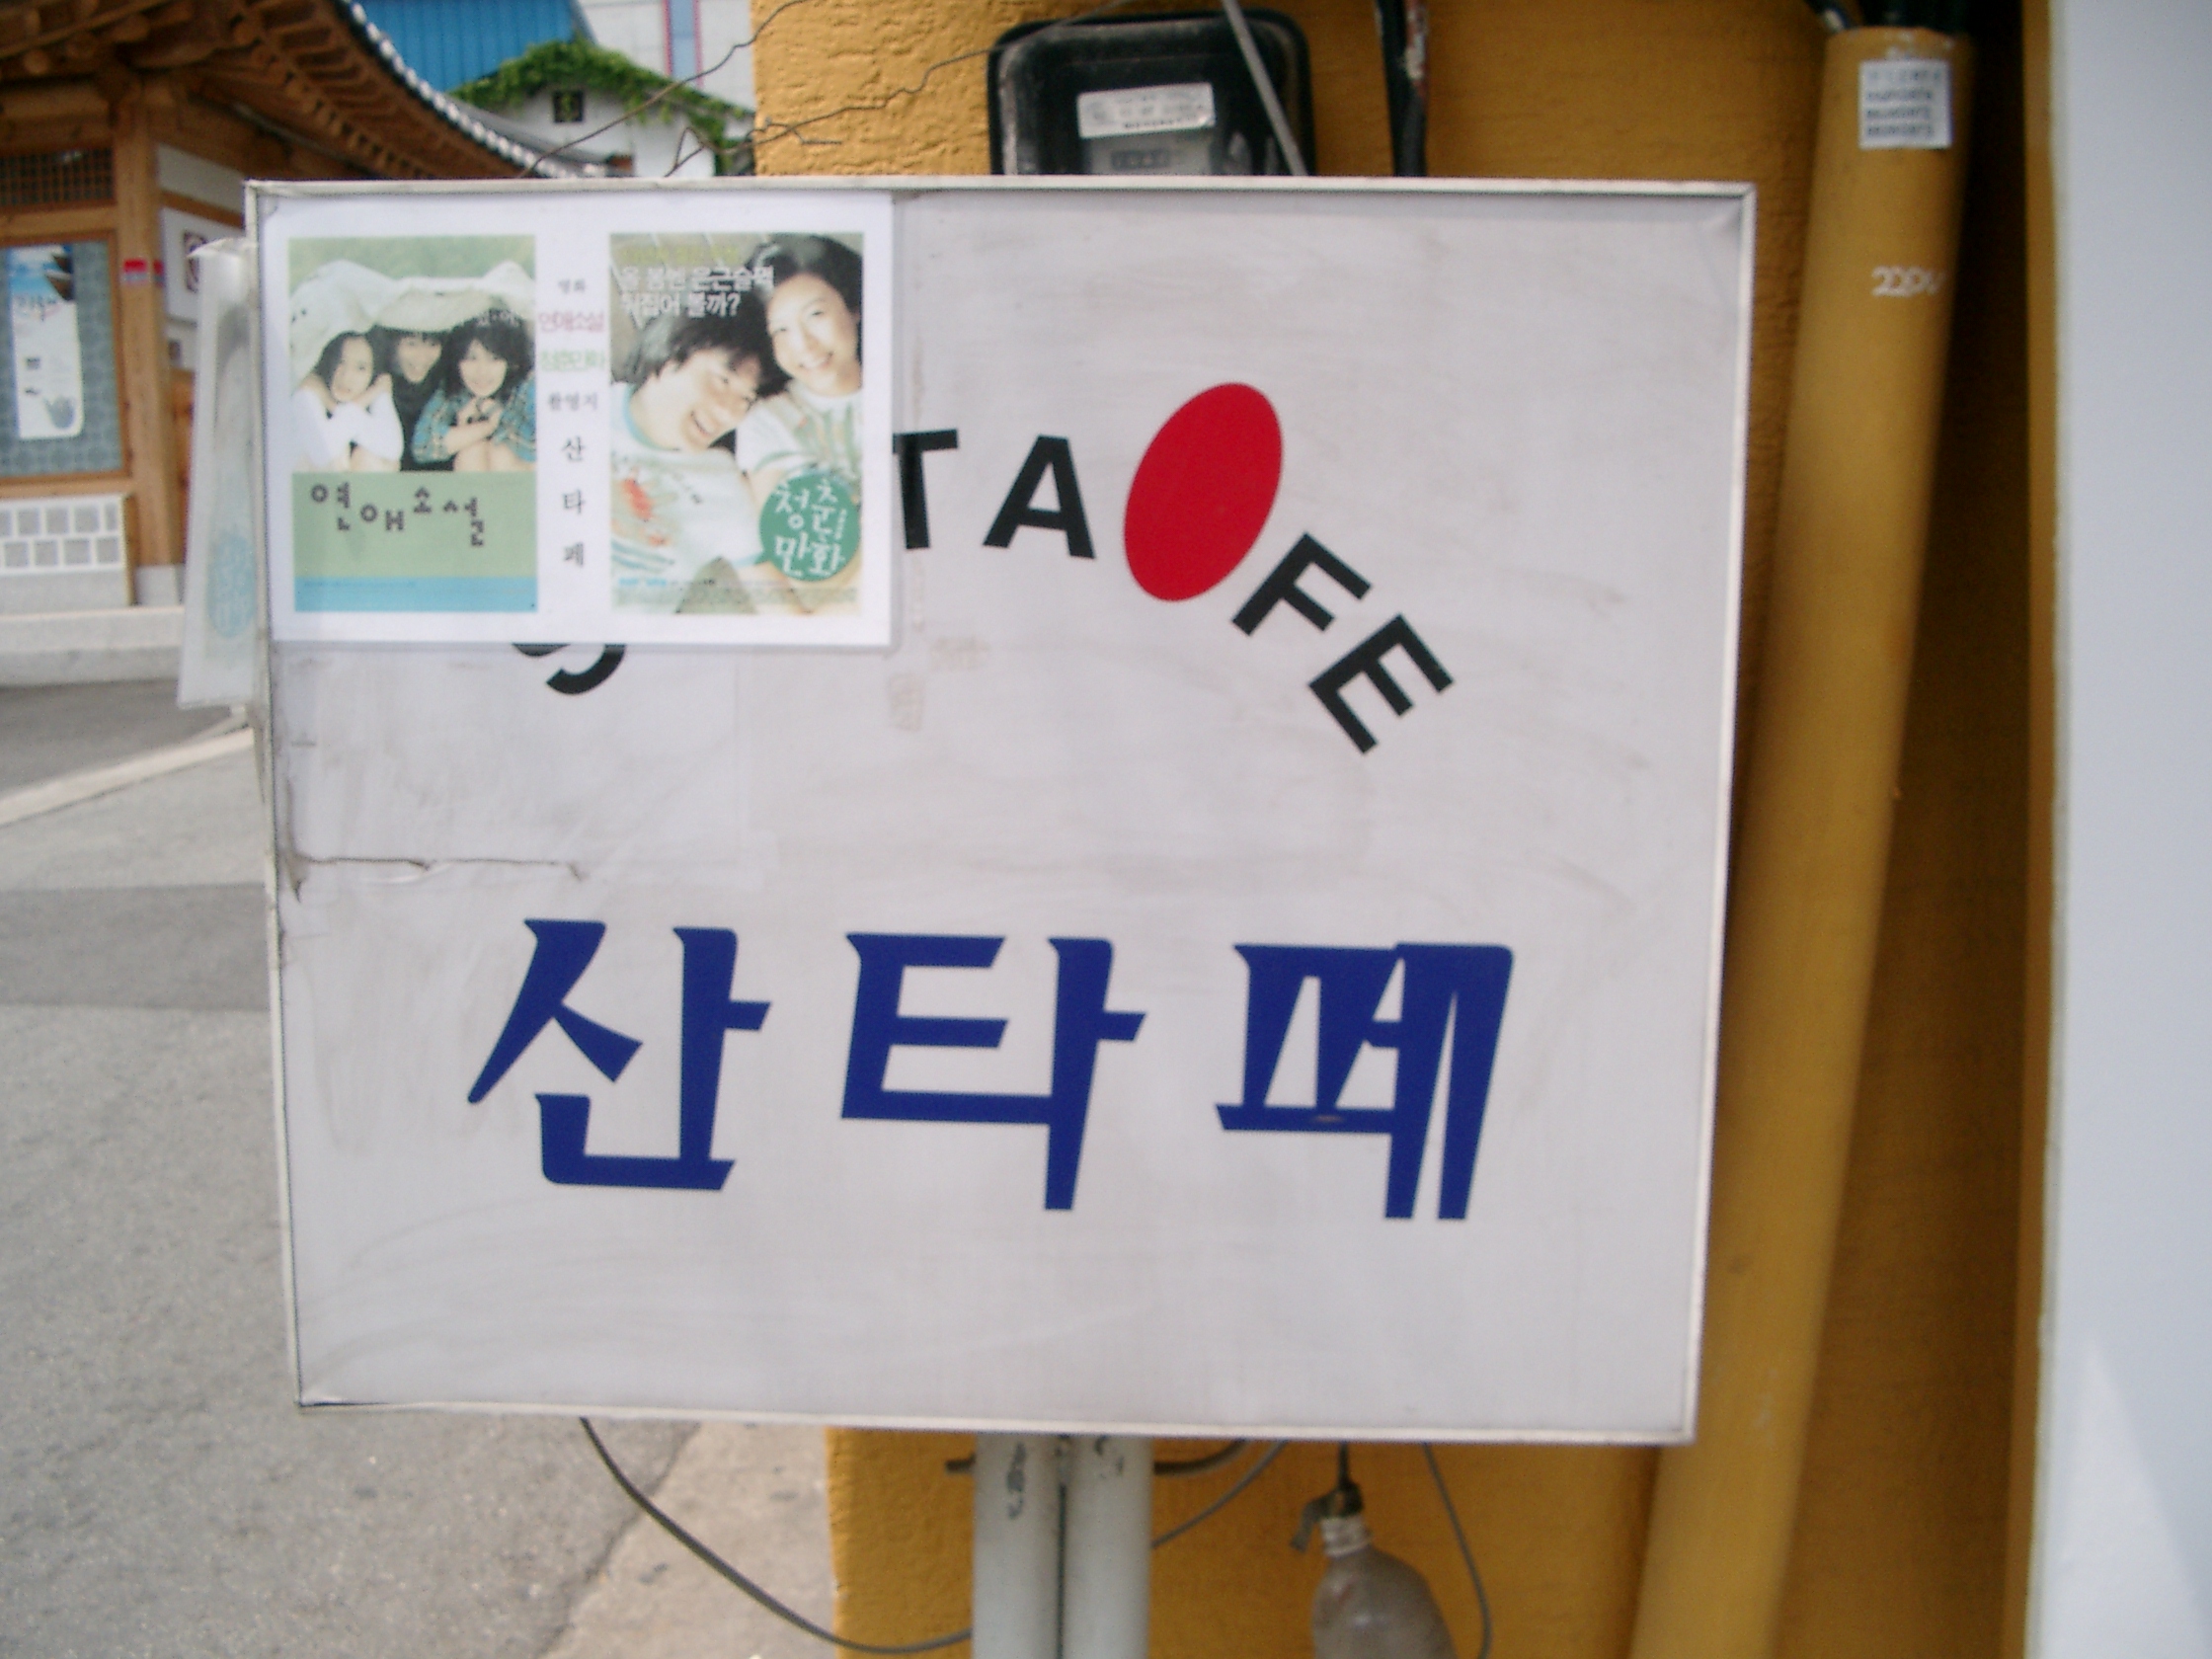 올 봄엔 은근슬쩍
뒤집어 볼까?
영화
연애소설
청춘만화
촬영지
산
타
페
연애소설
청춘
만화
TA FE
산타페